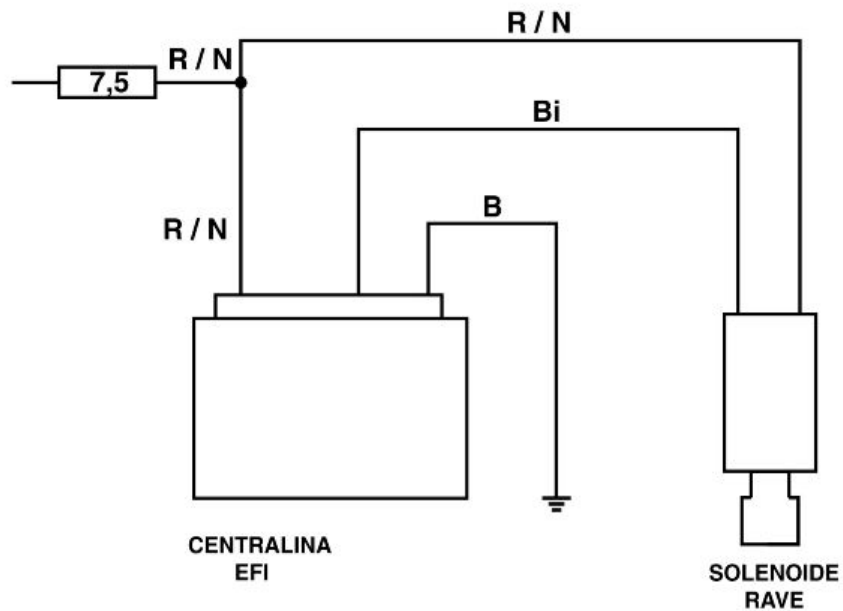 R / N
R / N
7,5
Bi
B
R / N
CENTRALINA
EFI
SOLENOIDE
RAVE